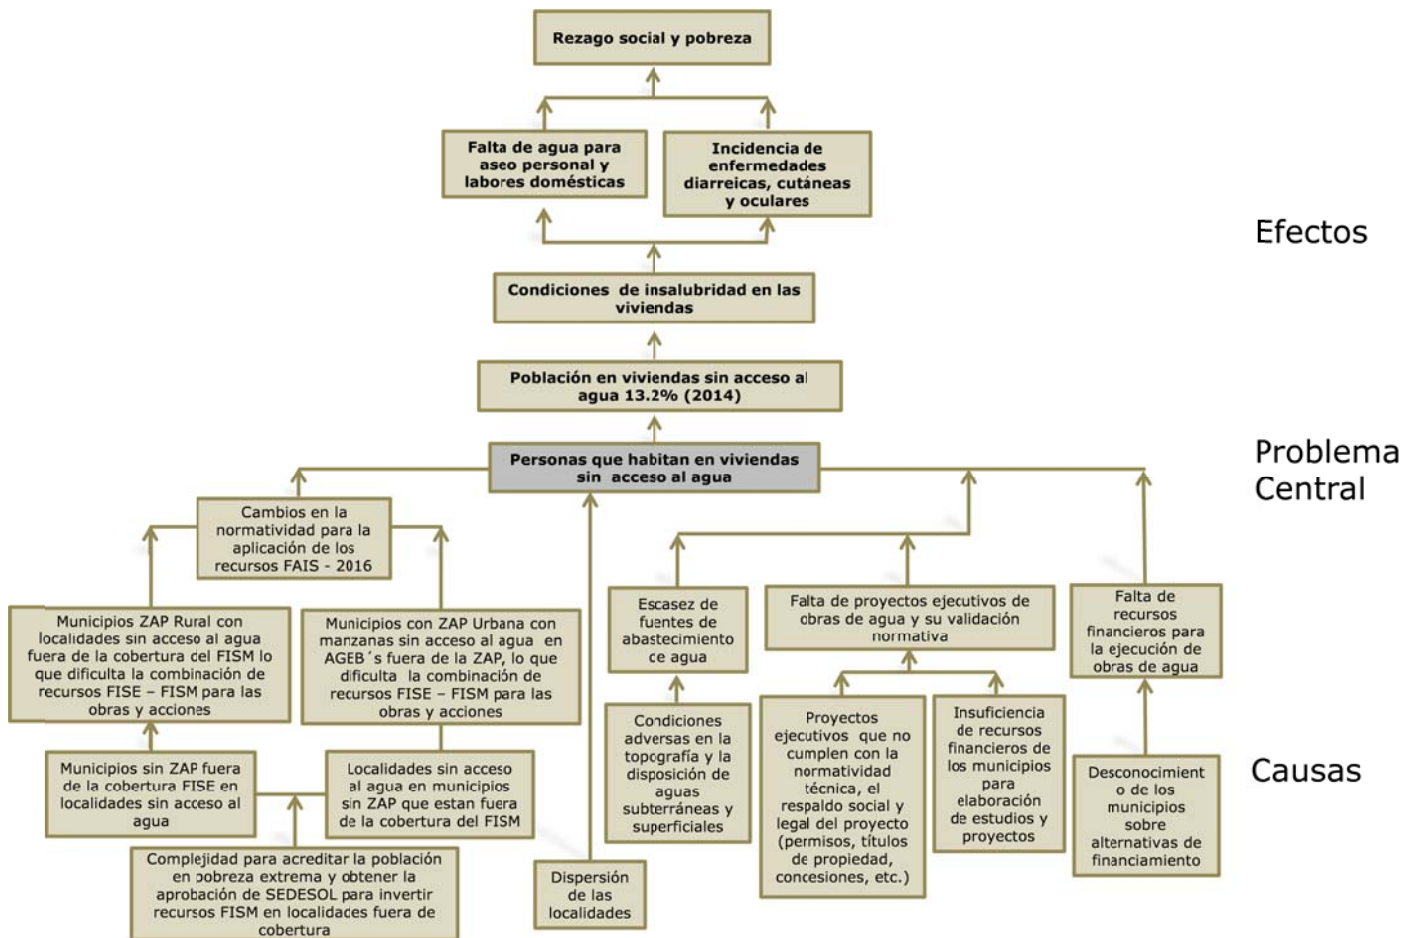 Rezago social y pobreza
Falta de agua para
aseo personal y
labores domésticas
Incidencia de
enfermedades
diarreicas, cutáneas
y oculares
Efectos
Condiciones de insalubridad en las
viviendas
Población en viviendas sin acceso al
agua 13.2% (2014)
Personas que habitan en viviendas
sin acceso al agua
Problema
Central
Cambios en la
normatividad para la
aplicación de los
recursos FAIS - 2016
Municipios ZAP Rural con
localidades sin acceso al agua
fuera de la cobertura del FISM lo
que dificulta la combinación de
recursos FISE – FISM para las
obras y acciones
Municipios con ZAP Urbana con
manzanas sin acceso al agua en
AGEB´s fuera de la ZAP, lo que
dificulta la combinación de
recursos FISE – FISM para las
obras y acciones
Escasez de
fuentes de
abastecimiento
de agua
Falta de proyectos ejecutivos de
obras de agua y su validación
normativa
Falta de
recursos
financieros para
la ejecución de
obras de agua
Municipios sin ZAP fuera
de la cobertura FISE en
localidades sin acceso al
agua
Localidades sin acceso
al agua en municipios
sin ZAP que estan fuera
de la cobertura del FISM
Condiciones
adversas en la
topografía y la
disposición de
aguas
subterráneas y
superficiales
Proyectos
ejecutivos que no
cumplen con la
normatividad
técnica, el
respaldo social y
legal del proyecto
(permisos, títulos
de propiedad,
concesiones, etc.)
Insuficiencia
de recursos
financieros de
los municipios
para
elaboración
de estudios y
proyectos
Desconocimient
o de los
municipios
sobre
alternativas de
financiamiento
Causas
Complejidad para acreditar la población
en pobreza extrema y obtener la
aprobación de SEDESOL para invertir
recursos FISM en localidades fuera de
cobertura
Dispersión
de las
localidades